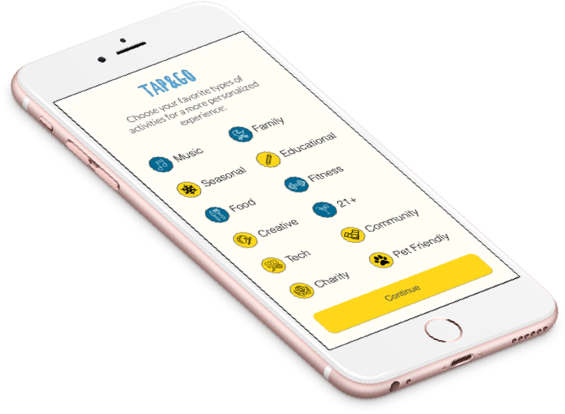 TAP&GO
Choose your favorite types of
activities for a more personalized
experience:
Music
Family
Seasonal
Educational
Food
Fitness
Creative
21+
Tech
Community
Charity
Pet Friendly
Continue